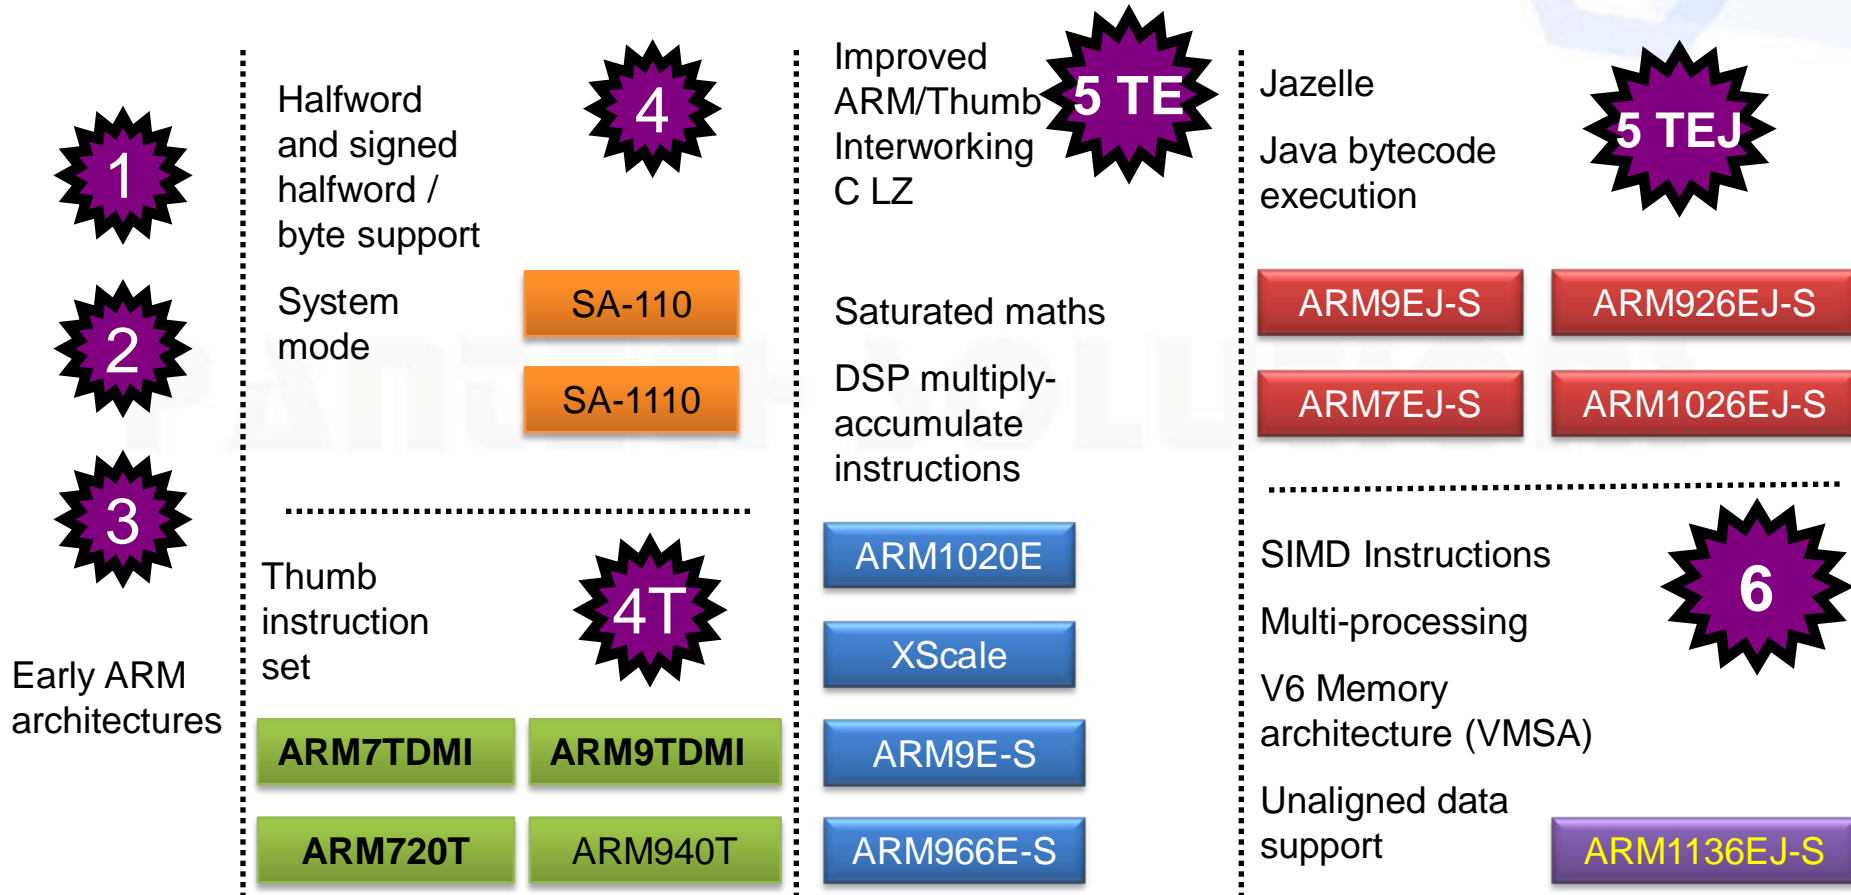 1
2
3
Early ARM
architectures
Halfword
and signed
halfword /
byte support
System
mode
4
SA-110
SA-1110
Thumb
instruction
set
4T
ARM7TDMI
ARM9TDMI
ARM720T
ARM940T
Improved
ARM/Thumb
Interworking
C LZ
5 TE
Saturated maths
DSP multiply-
accumulate
instructions
ARM1020E
XScale
ARM9E-S
ARM966E-S
Jazelle
Java bytecode
execution
5 TEJ
ARM9EJ-S
ARM926EJ-S
ARM7EJ-S
ARM1026EJ-S
SIMD Instructions
Multi-processing
V6 Memory
architecture (VMSA)
Unaligned data
support
6
ARM1136EJ-S